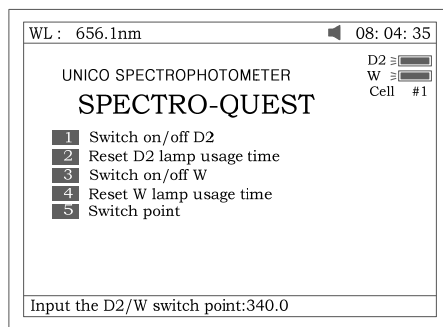 WL : 656.1nm 08: 04: 35
D2
W
Cell #1
UNICO SPECTROPHOTOMETER
SPECTRO-QUEST
1 Switch on/off D2
2 Reset D2 lamp usage time
3 Switch on/off W
4 Reset W lamp usage time
5 Switch point
Input the D2/W switch point:340.0